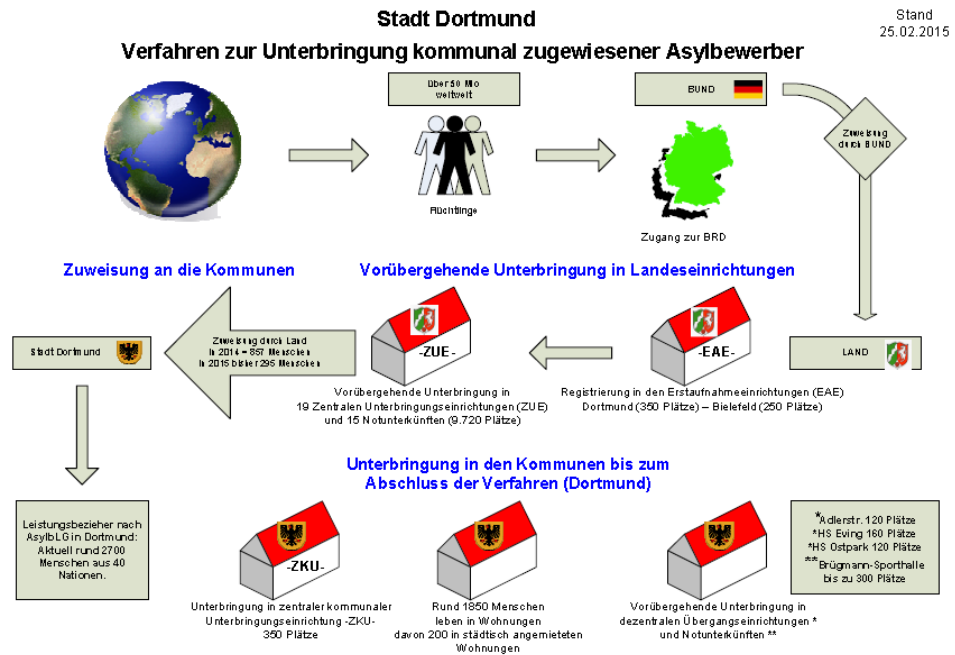 Stadt Dortmund
Verfahren zur Unterbringung kommunal zugewiesener Asylbewerber
Stand
25.02.2015
über 50 Mio
weltweit
Flüchtlinge
BUND
Zugang zur BRD
Zuweisung
durch BUND
Zuweisung an die Kommunen
Vorübergehende Unterbringung in Landeseinrichtungen
Stadt Dortmund
Zuweisung durch Land
In 2014 = 857 Menschen
In 2015 bisher 295 Menschen
-ZUE-
-EAE-
LAND
Vorübergehende Unterbringung in
19 Zentralen Unterbringungseinrichtungen (ZUE)
und 15 Notunterkünften (9.720 Plätze)
Registrierung in den Erstaufnahmeeinrichtungen (EAE)
Dortmund (350 Plätze) – Bielefeld (250 Plätze)
Unterbringung in den Kommunen bis zum
Abschluss der Verfahren (Dortmund)
Leistungsbezieher nach
AsylbLG in Dortmund:
Aktuell rund 2700
Menschen aus 40
Nationen.
-ZKU-
Unterbringung in zentraler kommunaler
Unterbringungseinrichtung -ZKU-
350 Plätze
Rund 1850 Menschen
leben in Wohnungen
davon 200 in städtisch angemieteten
Wohnungen
Vorübergehende Unterbringung in
dezentralen Übergangseinrichtungen *
und Notunterkünften **
*Adlerstr. 120 Plätze
*HS Eving 160 Plätze
*HS Ostpark 120 Plätze
**Brügmann-Sporthalle
bis zu 300 Plätze